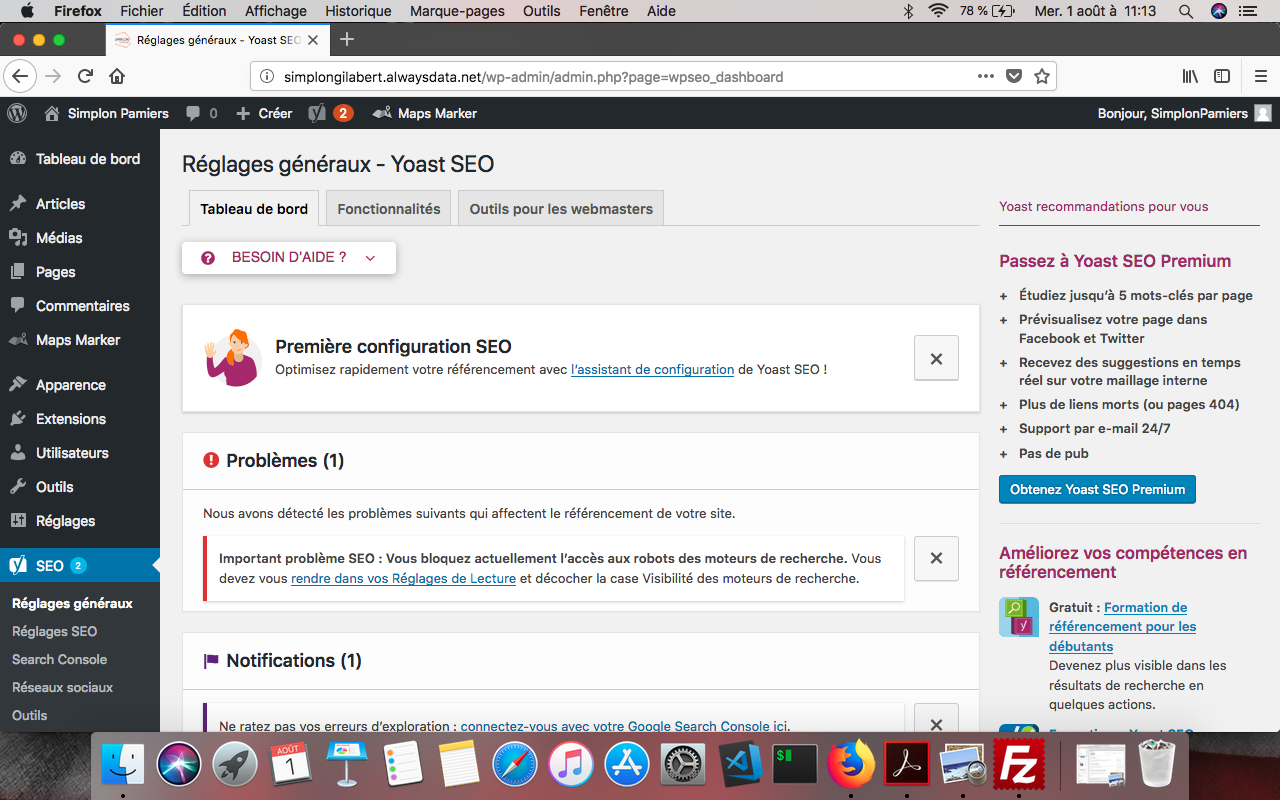 Firefox Fichier Édition Affichage Historique Marque-pages Outils Fenêtre Aide 78 % Mer. 1 août à 11:13
Réglages généraux - Yoast SEO
simplongilabert.alwaysdata.net/wp-admin/admin.php?page=wpseo_dashboard
Simplon Pamiers 0 Créer 2 Maps Marker Bonjour, SimplonPamiers
Tableau de bord
Articles
Médias
Pages
Commentaires
Maps Marker
Apparence
Extensions
Utilisateurs
Outils
Réglages
SEO 2
Réglages généraux
Réglages SEO
Search Console
Réseaux sociaux
Outils
Réglages généraux - Yoast SEO
Tableau de bord Fonctionnalités Outils pour les webmasters
BESOIN D'AIDE ?
Première configuration SEO
Optimisez rapidement votre référencement avec l'assistant de configuration de Yoast SEO !
Problèmes (1)
Nous avons détecté les problèmes suivants qui affectent le référencement de votre site.
Important problème SEO : Vous bloquez actuellement l'accès aux robots des moteurs de recherche. Vous
devez vous rendre dans vos Réglages de Lecture et décocher la case Visibilité des moteurs de recherche.
Notifications (1)
Ne ratez pas vos erreurs d'exploration : connectez-vous avec votre Google Search Console ici.
Yoast recommandations pour vous
Passez à Yoast SEO Premium
+ Étudiez jusqu'à 5 mots-clés par page
+ Prévisualisez votre page dans
Facebook et Twitter
+ Recevez des suggestions en temps
réel sur votre maillage interne
+ Plus de liens morts (ou pages 404)
+ Support par e-mail 24/7
+ Pas de pub
Obtenez Yoast SEO Premium
Améliorez vos compétences en
référencement
Gratuit : Formation de
référencement pour les
débutants
Devenez plus visible dans les
résultats de recherche en
quelques actions.
AOÛT
1
$
Fz